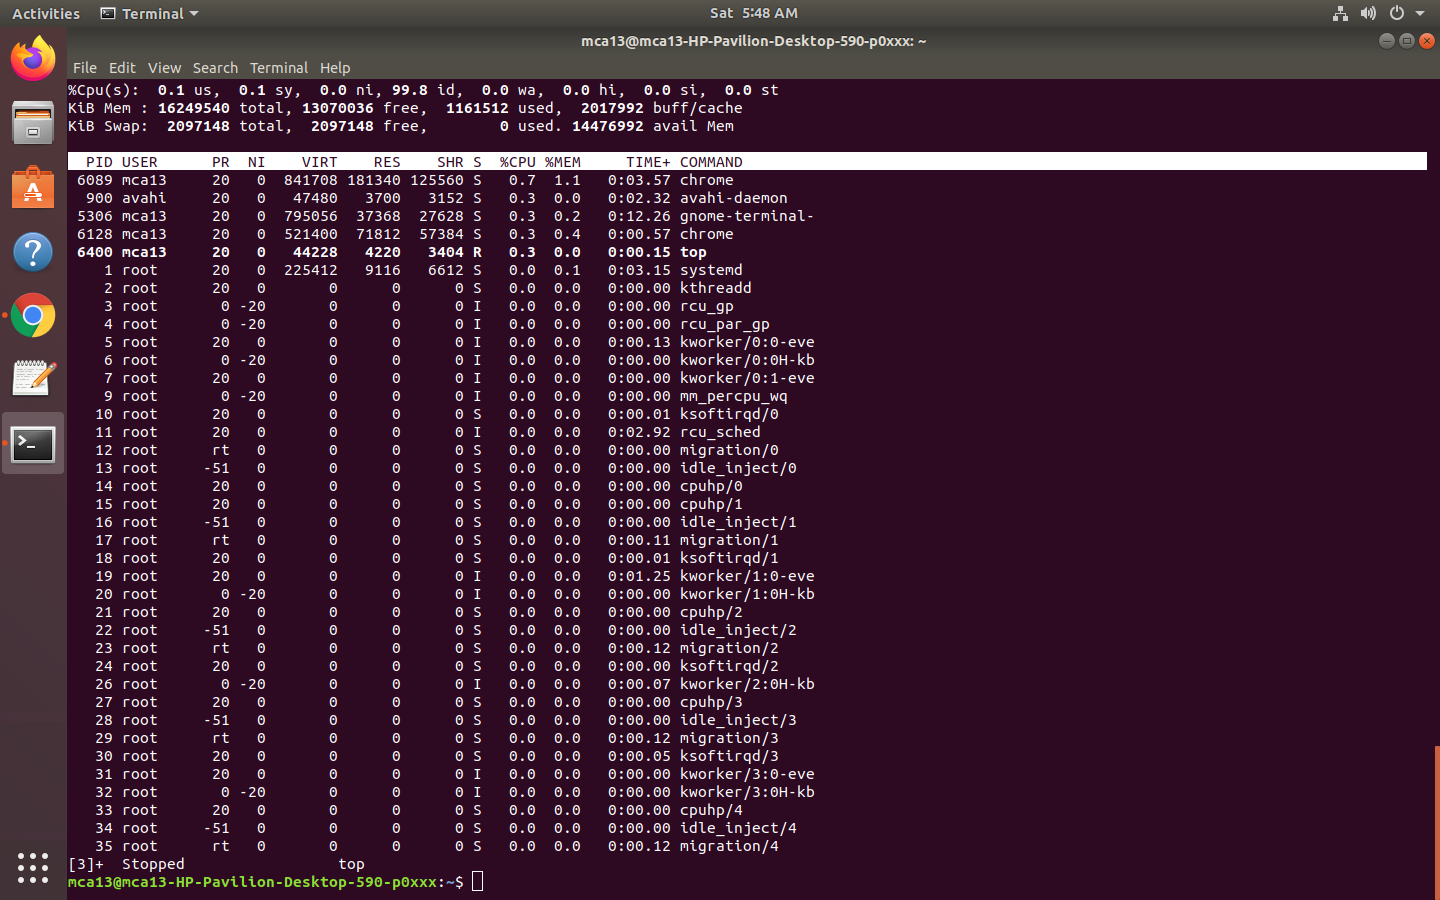 Activities Terminal Sat 5:48 AM
mca13@mca13-HP-Pavilion-Desktop-590-p0xxx: ~
File Edit View Search Terminal Help
%Cpu(s):  0.1 us,  0.1 sy,  0.0 ni, 99.8 id,  0.0 wa,  0.0 hi,  0.0 si,  0.0 st
KiB Mem : 16249540 total, 13070036 free,  1161512 used,  2017992 buff/cache
KiB Swap:  2097148 total,  2097148 free,        0 used. 14476992 avail Mem
PID USER      PR  NI    VIRT    RES    SHR S  %CPU %MEM     TIME+ COMMAND
6089 mca13     20   0  841708 181340 125560 S   0.7  1.1   0:03.57 chrome
900 avahi     20   0   47480   3700   3152 S   0.3  0.0   0:02.32 avahi-daemon
5306 mca13     20   0  795056  37368  27628 S   0.3  0.2   0:12.26 gnome-terminal-
6128 mca13     20   0  521400  71812  57384 S   0.3  0.4   0:00.57 chrome
6400 mca13     20   0   44228   4220   3404 R   0.3  0.0   0:00.15 top
1 root      20   0  225412   9116   6612 S   0.0  0.1   0:03.15 systemd
2 root      20   0       0      0      0 S   0.0  0.0   0:00.00 kthreadd
3 root       0 -20       0      0      0 I   0.0  0.0   0:00.00 rcu_gp
4 root       0 -20       0      0      0 I   0.0  0.0   0:00.00 rcu_par_gp
5 root      20   0       0      0      0 I   0.0  0.0   0:00.13 kworker/0:0-eve
6 root       0 -20       0      0      0 I   0.0  0.0   0:00.00 kworker/0:0H-kb
7 root      20   0       0      0      0 I   0.0  0.0   0:00.00 kworker/0:1-eve
9 root       0 -20       0      0      0 I   0.0  0.0   0:00.00 mm_percpu_wq
10 root      20   0       0      0      0 S   0.0  0.0   0:00.01 ksoftirqd/0
11 root      20   0       0      0      0 I   0.0  0.0   0:02.92 rcu_sched
12 root      rt   0       0      0      0 S   0.0  0.0   0:00.00 migration/0
13 root     -51   0       0      0      0 S   0.0  0.0   0:00.00 idle_inject/0
14 root      20   0       0      0      0 S   0.0  0.0   0:00.00 cpuhp/0
15 root      20   0       0      0      0 S   0.0  0.0   0:00.00 cpuhp/1
16 root     -51   0       0      0      0 S   0.0  0.0   0:00.00 idle_inject/1
17 root      rt   0       0      0      0 S   0.0  0.0   0:00.11 migration/1
18 root      20   0       0      0      0 S   0.0  0.0   0:00.01 ksoftirqd/1
19 root      20   0       0      0      0 I   0.0  0.0   0:01.25 kworker/1:0-eve
20 root       0 -20       0      0      0 I   0.0  0.0   0:00.00 kworker/1:0H-kb
21 root      20   0       0      0      0 S   0.0  0.0   0:00.00 cpuhp/2
22 root     -51   0       0      0      0 S   0.0  0.0   0:00.00 idle_inject/2
23 root      rt   0       0      0      0 S   0.0  0.0   0:00.12 migration/2
24 root      20   0       0      0      0 S   0.0  0.0   0:00.00 ksoftirqd/2
26 root       0 -20       0      0      0 I   0.0  0.0   0:00.07 kworker/2:0H-kb
27 root      20   0       0      0      0 S   0.0  0.0   0:00.00 cpuhp/3
28 root     -51   0       0      0      0 S   0.0  0.0   0:00.00 idle_inject/3
29 root      rt   0       0      0      0 S   0.0  0.0   0:00.12 migration/3
30 root      20   0       0      0      0 S   0.0  0.0   0:00.05 ksoftirqd/3
31 root      20   0       0      0      0 I   0.0  0.0   0:00.00 kworker/3:0-eve
32 root       0 -20       0      0      0 I   0.0  0.0   0:00.00 kworker/3:0H-kb
33 root      20   0       0      0      0 S   0.0  0.0   0:00.00 cpuhp/4
34 root     -51   0       0      0      0 S   0.0  0.0   0:00.00 idle_inject/4
35 root      rt   0       0      0      0 S   0.0  0.0   0:00.12 migration/4
[3]+  Stopped                 top
mca13@mca13-HP-Pavilion-Desktop-590-p0xxx:~$